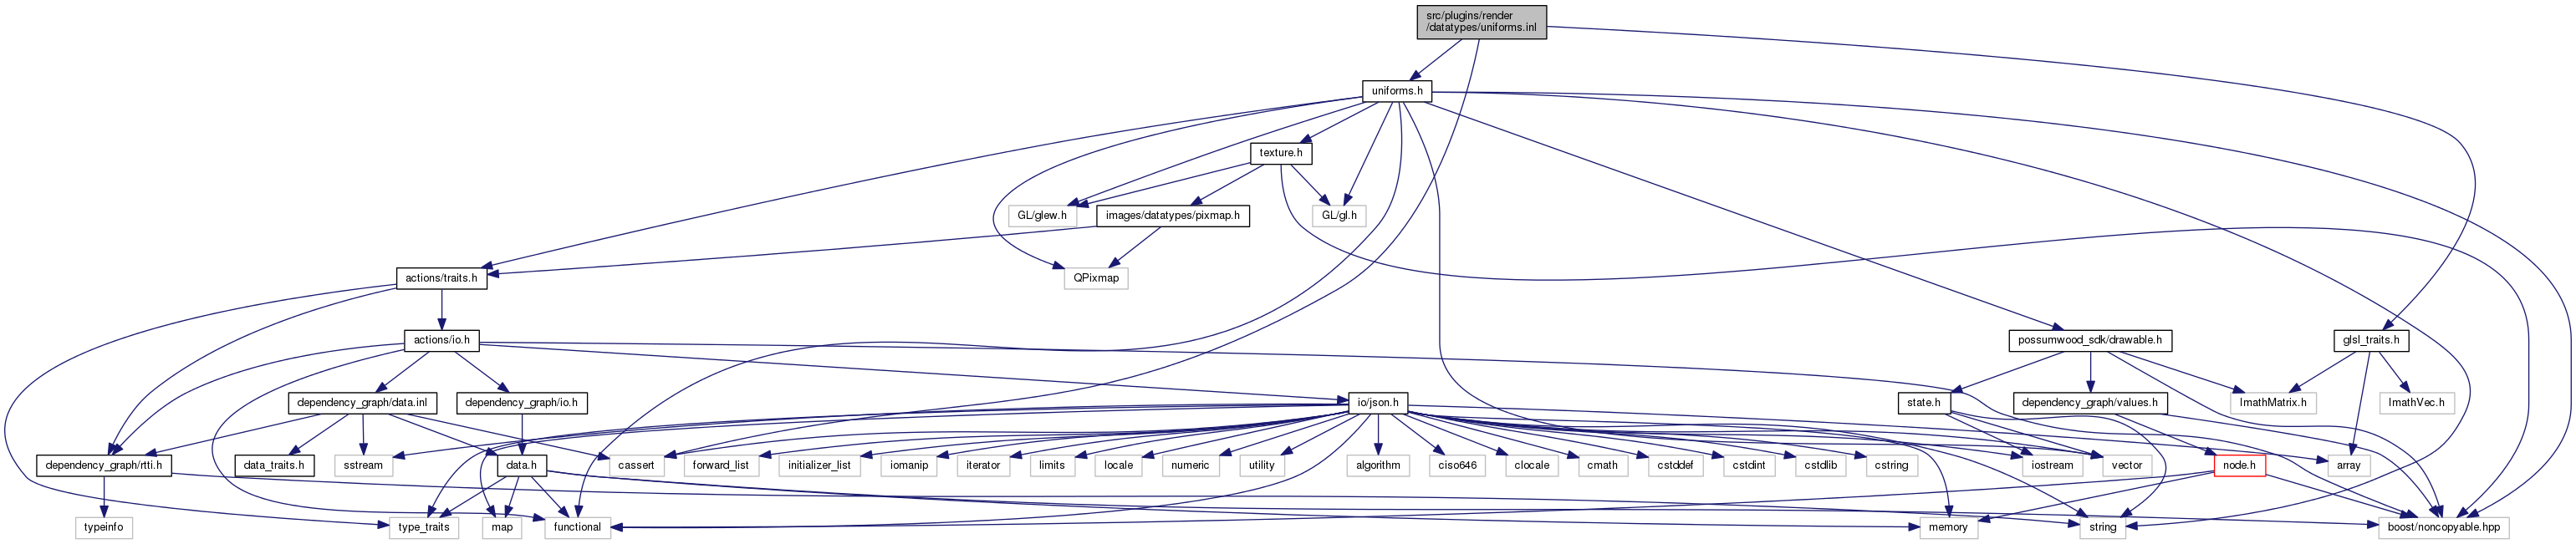 src/plugins/render
/datatypes/uniforms.inl
uniforms.h
texture.h
GL/glew.h
images/datatypes/pixmap.h
GL/gl.h
actions/traits.h
QPixmap
actions/io.h
possumwood_sdk/drawable.h
glsl_traits.h
dependency_graph/data.inl
dependency_graph/io.h
io/json.h
state.h
dependency_graph/values.h
ImathMatrix.h
ImathVec.h
dependency_graph/rtti.h
data_traits.h
sstream
data.h
cassert
forward_list
initializer_list
iomanip
iterator
limits
locale
numeric
utility
algorithm
ciso646
clocale
cmath
cstddef
cstdint
cstdlib
cstring
iostream
vector
node.h
array
typeinfo
type_traits
map
functional
memory
string
boost/noncopyable.hpp